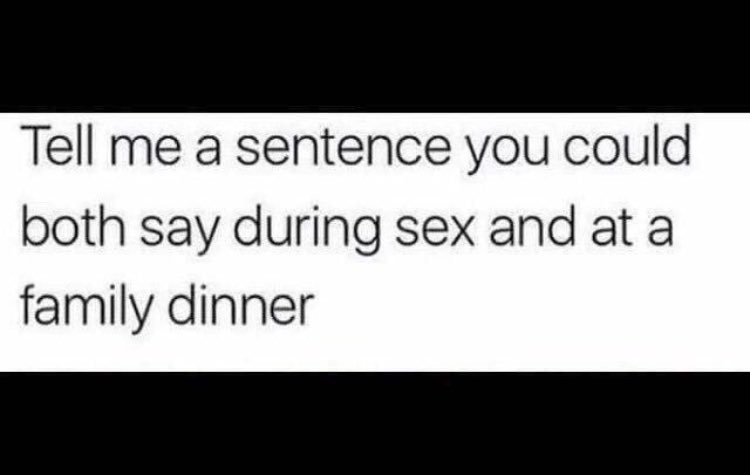 Tell me a sentence you could
both say during sex and at a
family dinner